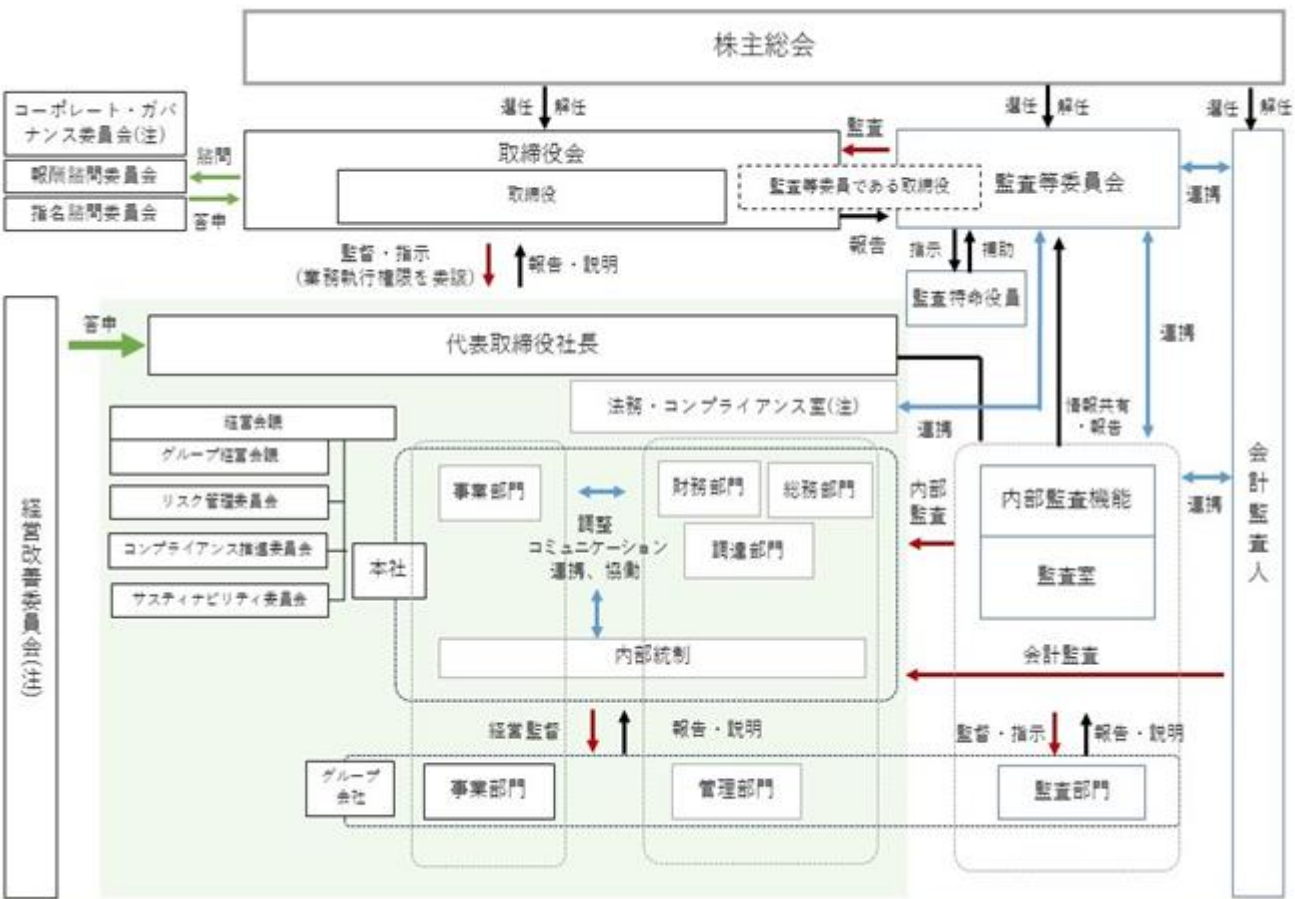 株主総会
選任 解任
選任 解任
選任 解任
コーポレート・ガバ
ナンス委員会(注)
報酬諮問委員会
指名諮問委員会
諮問
答申
取締役会
取締役
監査
監査等委員である取締役
監査等委員会
連携
報告
監督・指示
(業務執行権限を委譲)
報告・説明
指示
補助
監査特命役員
連携
答申
代表取締役社長
法務・コンプライアンス室(注)
連携
情報共有
・報告
経営会議
グループ経営会議
リスク管理委員会
コンプライアンス推進委員会
サスティナビリティ委員会
本社
事業部門
財務部門
総務部門
調達部門
調整
コミュニケーション
連携、協働
内部統制
内部
監査
内部監査機能
監査室
連携
会計監査
会計監査人
経営改善委員会(注)
経営監督
報告・説明
監督・指示
報告・説明
グループ
会社
事業部門
管理部門
監査部門